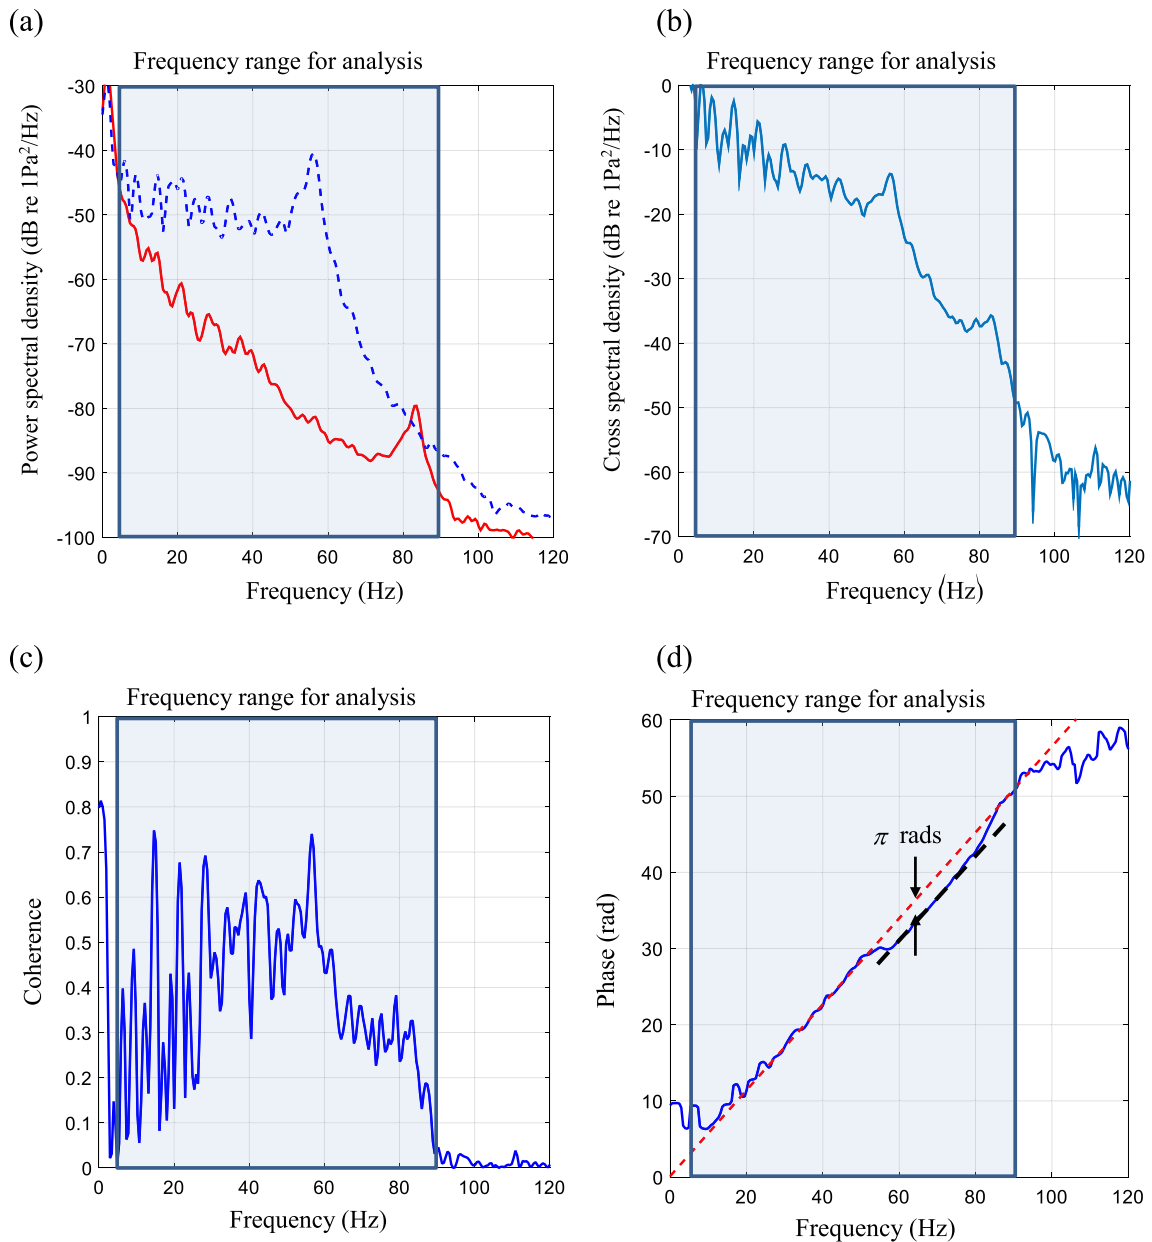 (a)
Frequency range for analysis
Power spectral density (dB re 1Pa²/Hz)
-30
-40
-50
-60
-70
-80
-90
-100
0 20 40 60 80 100 120
Frequency (Hz)
(b)
Frequency range for analysis
Cross spectral density (dB re 1Pa²/Hz)
0
-10
-20
-30
-40
-50
-60
-70
0 20 40 60 80 100 120
Frequency (Hz)
(c)
Frequency range for analysis
Coherence
1
0.9
0.8
0.7
0.6
0.5
0.4
0.3
0.2
0.1
0
0 20 40 60 80 100 120
Frequency (Hz)
(d)
Frequency range for analysis
Phase (rad)
60
50
40
30
20
10
0
π rads
0 20 40 60 80 100 120
Frequency (Hz)